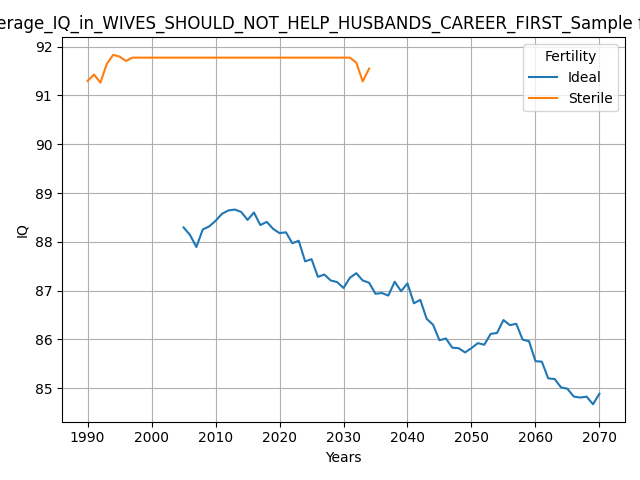 erage_IQ_in_WIVES_SHOULD_NOT_HELP_HUSBANDS_CAREER_FIRST_Sample
Fertility
Ideal
Sterile
92
91
90
89
88
87
86
85
IQ
1990 2000 2010 2020 2030 2040 2050 2060 2070
Years